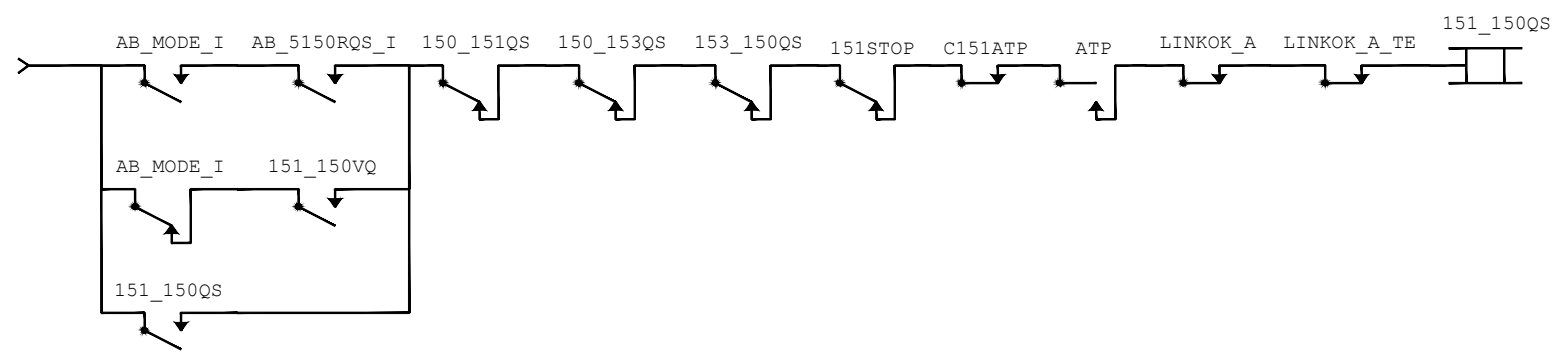 151_150QS
AB_MODE_I AB_5150RQS_I 150_151QS 150_153QS 153_150QS 151STOP C151ATP ATP LINKOK_A LINKOK_A_TE
AB_MODE_I 151_150VQ
151_150QS